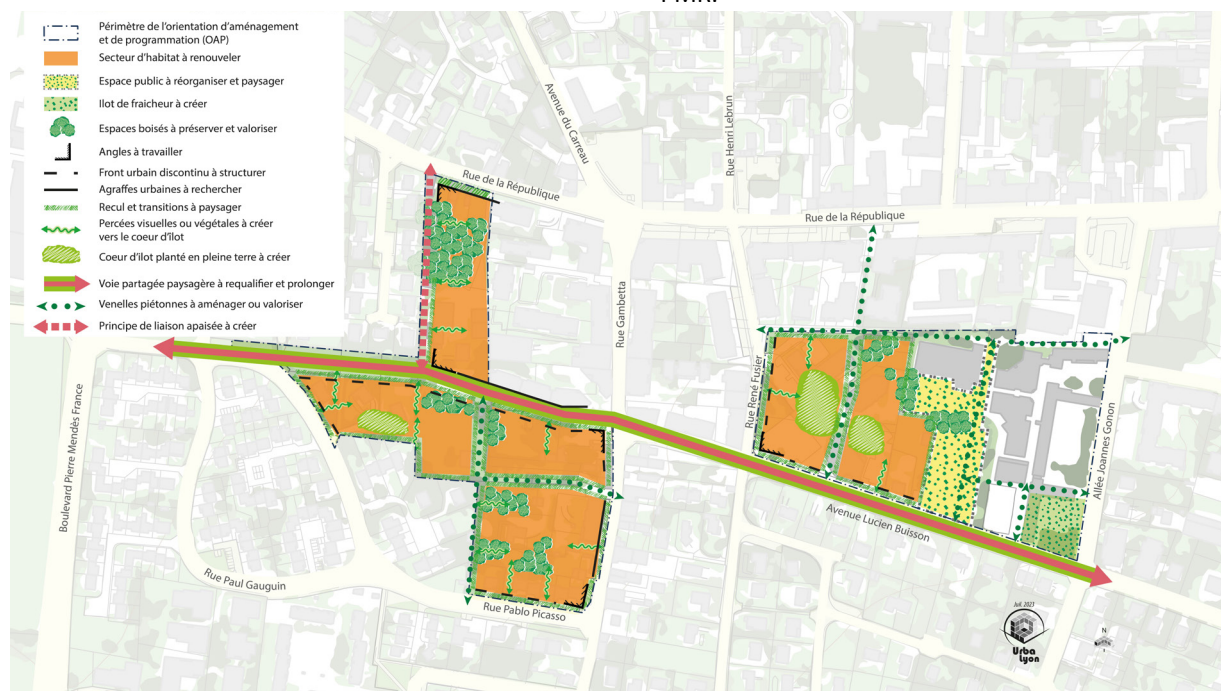 Périmètre de l'orientation d'aménagement
et de programmation (OAP)
Secteur d'habitat à renouveler
Espace public à réorganiser et paysager
Ilot de fraicheur à créer
Espaces boisés à préserver et valoriser
Angles à travailler
Front urbain discontinu à structurer
Agraffes urbaines à rechercher
Recul et transitions à paysager
Percées visuelles ou végétales à créer
vers le coeur d'îlot
Coeur d'ilot planté en pleine terre à créer
Voie partagée paysagère à requalifier et prolonger
Venelles piétonnes à aménager ou valoriser
Principe de liaison apaisée à créer
Avenue du Carreau
Rue Henri Lebrun
Rue de la République
Rue de la République
Rue Gambetta
Rue René Fusier
Boulevard Pierre Mendès France
Allée Joannes Gonon
Avenue Lucien Buisson
Rue Paul Gauguin
Rue Pablo Picasso
Juil. 2023
Urba
Lyon
N